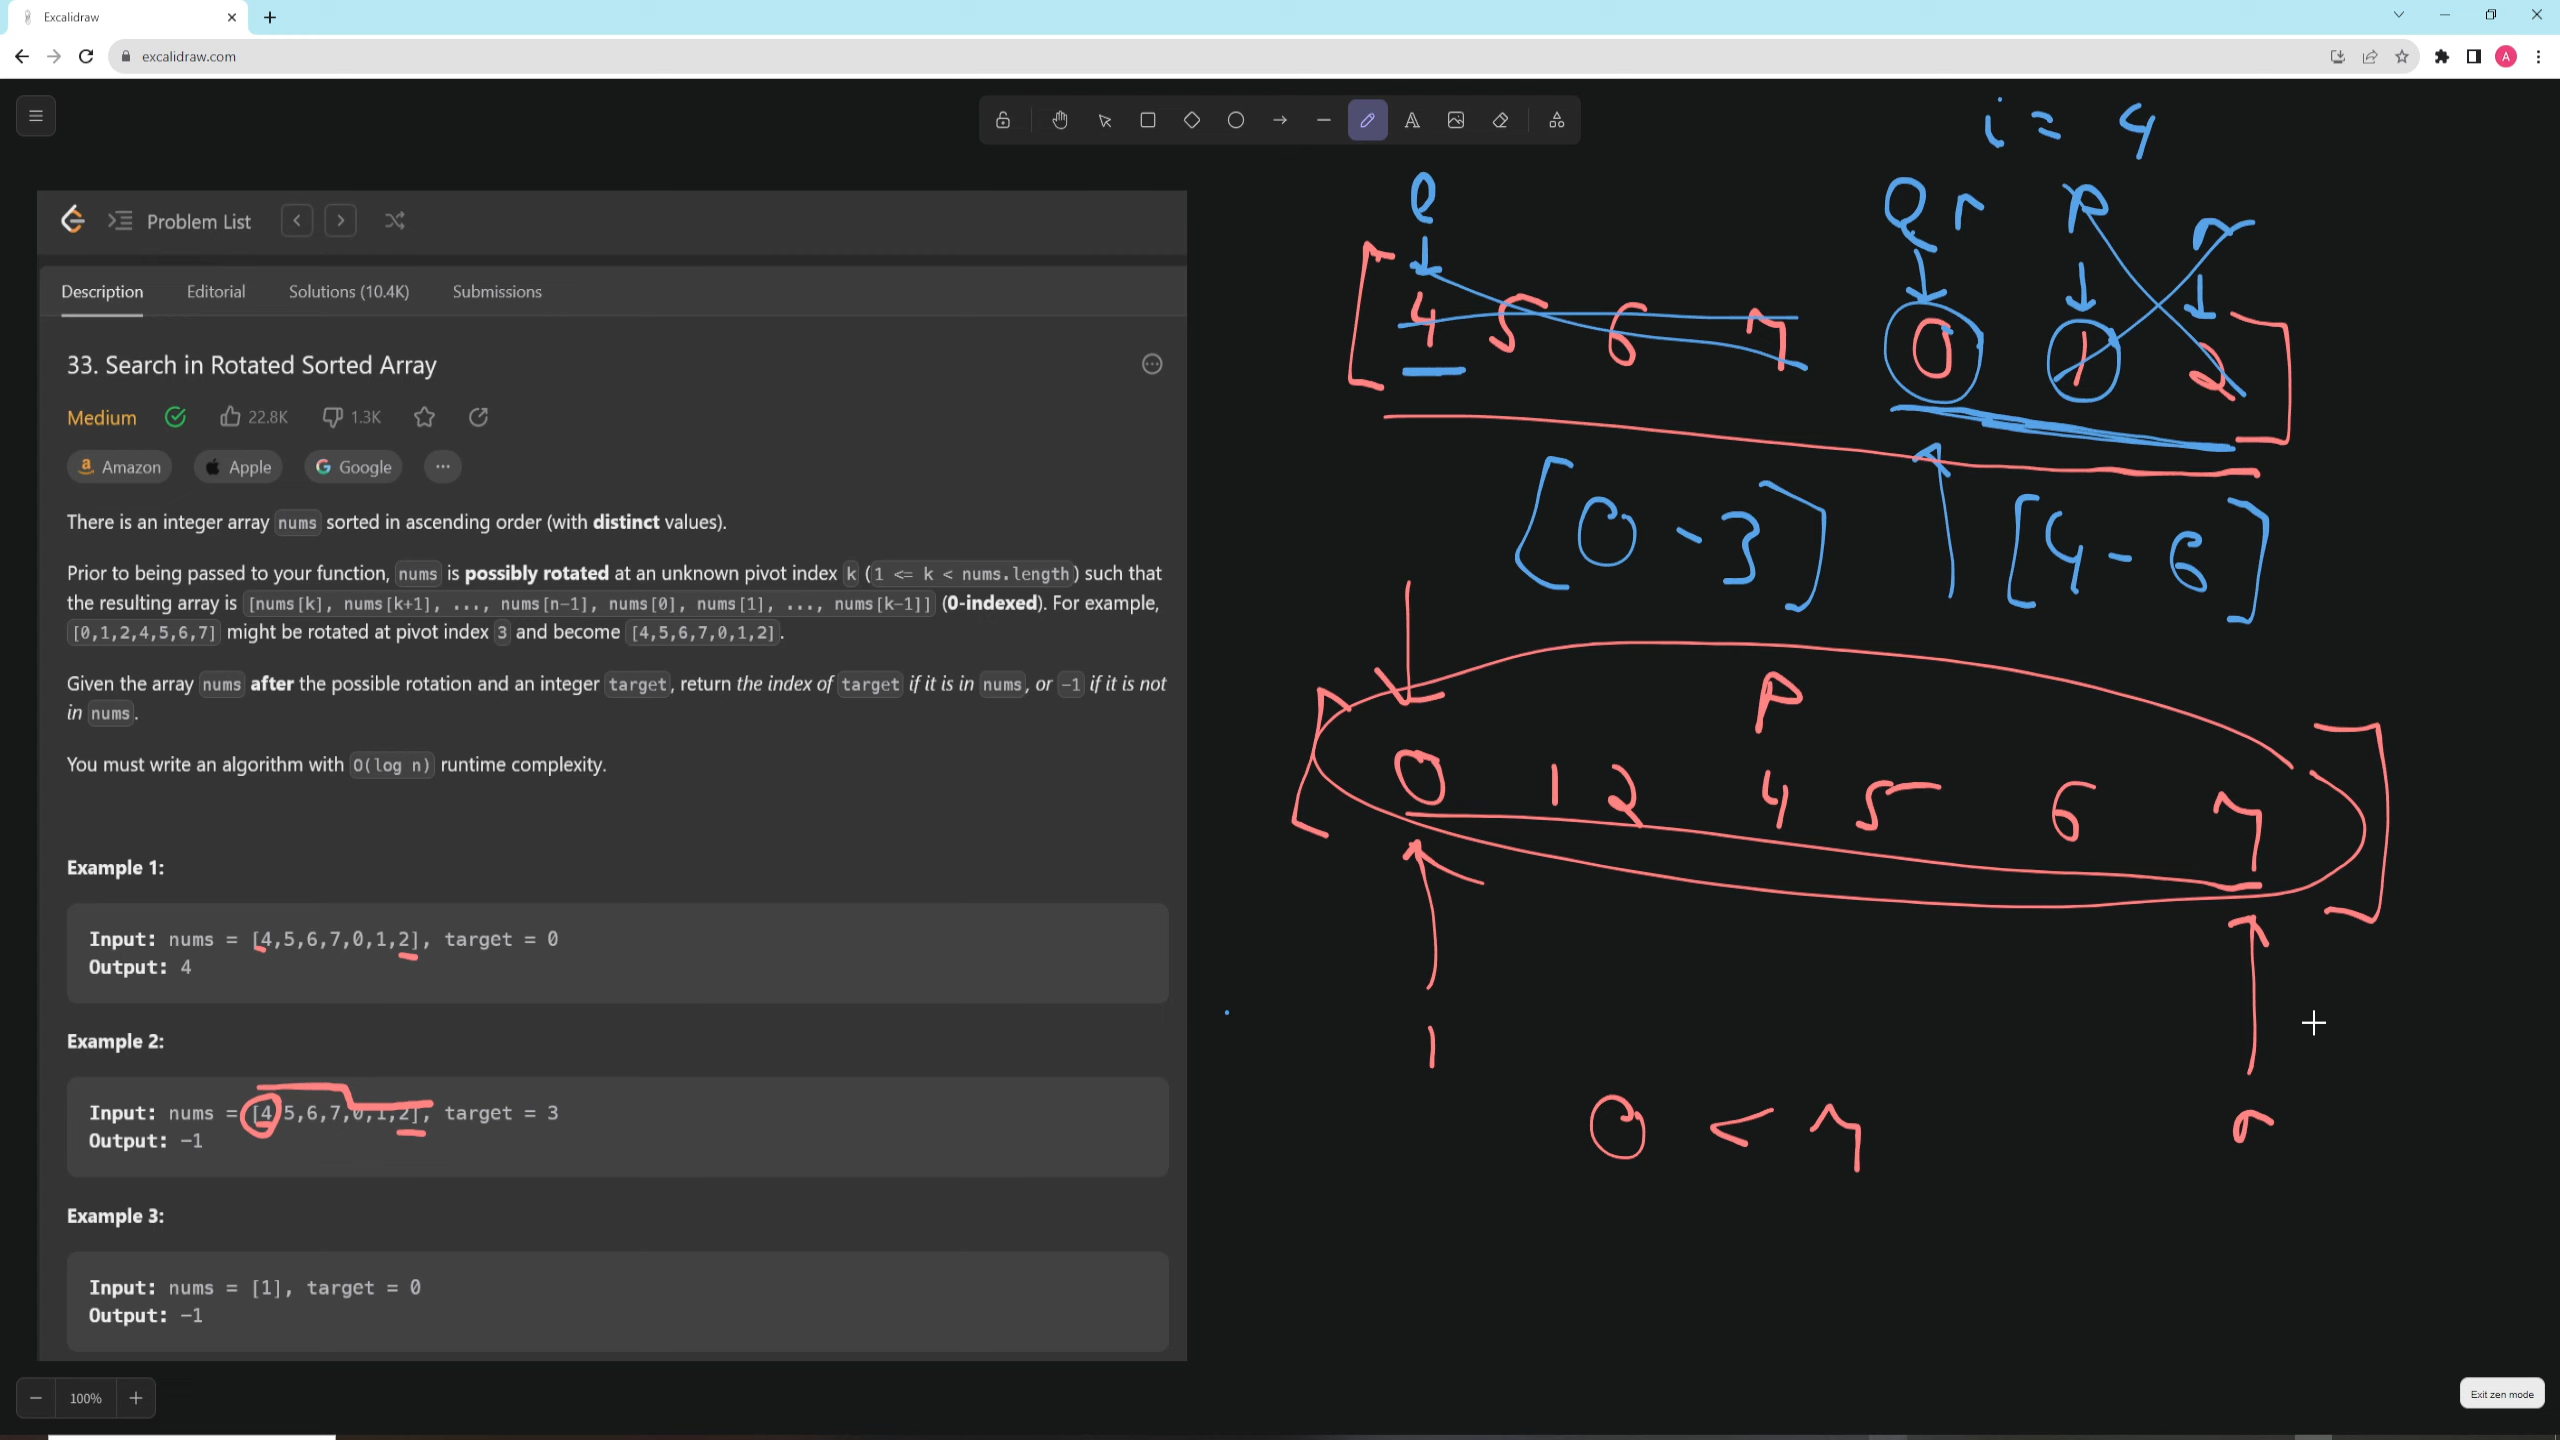 Excalidraw
excalidraw.com
A
Problem List
Description Editorial Solutions (10.4K) Submissions
33. Search in Rotated Sorted Array
Medium 22.8K 1.3K
Amazon Apple Google ...
There is an integer array nums sorted in ascending order (with distinct values).
Prior to being passed to your function, nums is possibly rotated at an unknown pivot index k (1 <= k < nums.length) such that
the resulting array is [nums[k], nums[k+1], ..., nums[n-1], nums[0], nums[1], ..., nums[k-1]] (0-indexed). For example,
[0,1,2,4,5,6,7] might be rotated at pivot index 3 and become [4,5,6,7,0,1,2].
Given the array nums after the possible rotation and an integer target, return the index of target if it is in nums, or -1 if it is not
in nums.
You must write an algorithm with O(log n) runtime complexity.
Example 1:
Input: nums = [4,5,6,7,0,1,2], target = 0
Output: 4
Example 2:
Input: nums = [4,5,6,7,0,1,2], target = 3
Output: -1
Example 3:
Input: nums = [1], target = 0
Output: -1
100%
i = 4
r p r
[4 5 6 7 0 1 2]
[0 - 3] [4 - 6]
p
[0 1 2 4 5 6 7]
l
0 < 7 r
Exit zen mode